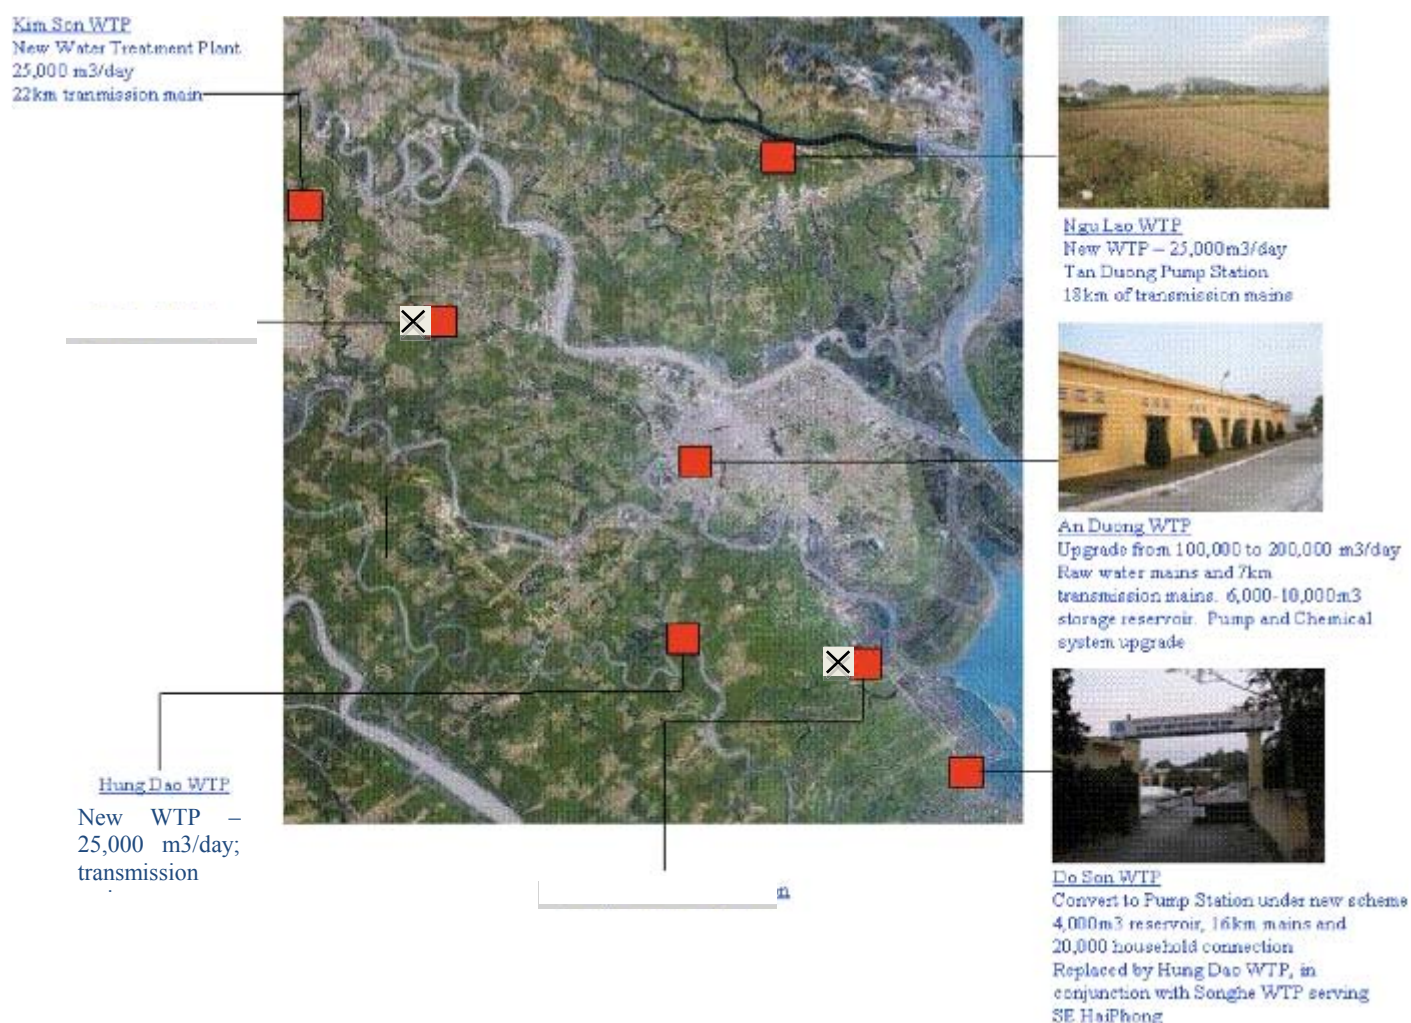 Kim Son WTP
New Water Treatment Plant
25,000 m3/day
22km tranmission main
Ngu Lao WTP
New WTP – 25,000m3/day
Tan Duong Pump Station
18km of transmission mains
An Duong WTP
Upgrade from 100,000 to 200,000 m3/day
Raw water mains and 7km
transmission mains. 6,000-10,000m3
storage reservoir. Pump and Chemical
system upgrade
Hung Dao WTP
New WTP –
25,000 m3/day;
transmission
n
Do Son WTP
Convert to Pump Station under new scheme
4,000m3 reservoir, 16km mains and
20,000 household connection
Replaced by Hung Dao WTP, in
conjunction with Songhe WTP serving
SE HaiPhong